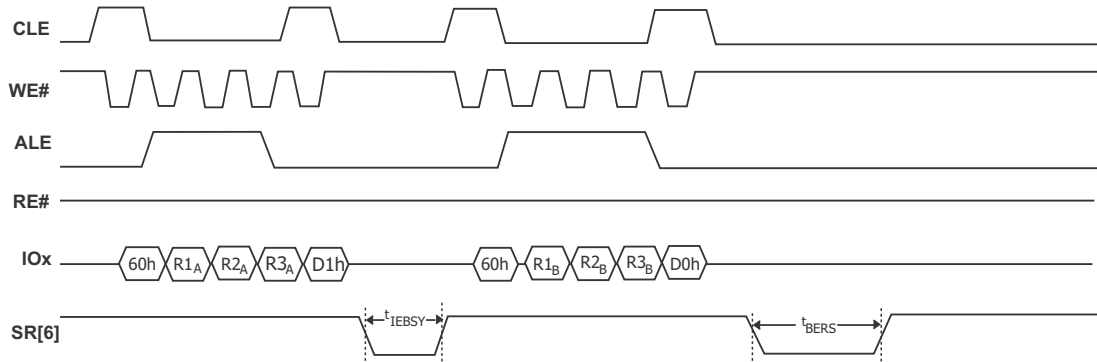 CLE
WE#
ALE
RE#
IOx 60h R1A R2A R3A D1h 60h R1B R2B R3B D0h
SR[6] tIEBSY tBERS